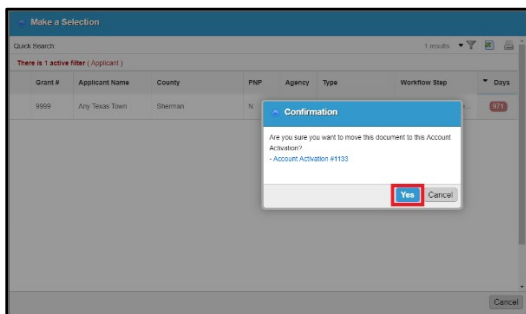 Make a Selection
Quick Search 1 results
There is 1 active filter ( Applicant )
Grant # Applicant Name County PNP Agency Type Workflow Step Days
9999 Any Texas Town Sherman N 971
Confirmation
Are you sure you want to move this document to this Account
Activation?
- Account Activation #1133
Yes Cancel
Cancel